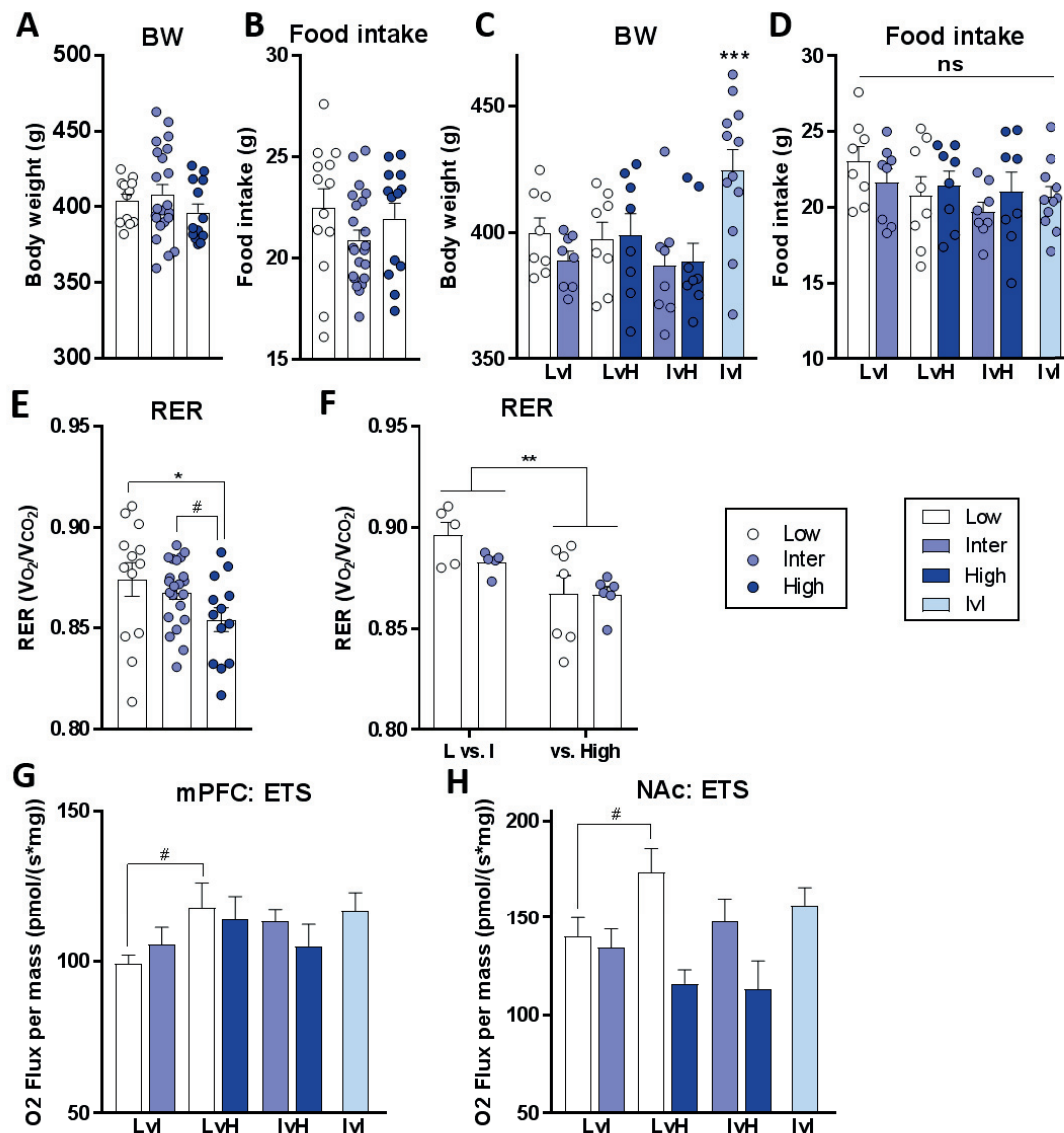 A
BW
Body weight (g)
500
450
400
350
300
B
Food intake
Food intake (g)
30
25
20
15
C
BW
***
Body weight (g)
450
400
350
LvI
LvH
IvH
IvI
D
Food intake
ns
Food intake (g)
30
25
20
15
10
LvI
LvH
IvH
IvI
E
RER
RER (VO₂/VCO₂)
0.95
0.90
0.85
0.80
*
#
F
RER
RER (VO₂/VCO₂)
0.95
0.90
0.85
0.80
**
L vs. I
vs. High
Low
Inter
High
Low
Inter
High
IvI
G
mPFC: ETS
O2 Flux per mass (pmol/(s*mg))
150
100
50
#
LvI
LvH
IvH
IvI
H
NAc: ETS
O2 Flux per mass (pmol/(s*mg))
200
150
100
50
#
LvI
LvH
IvH
IvI